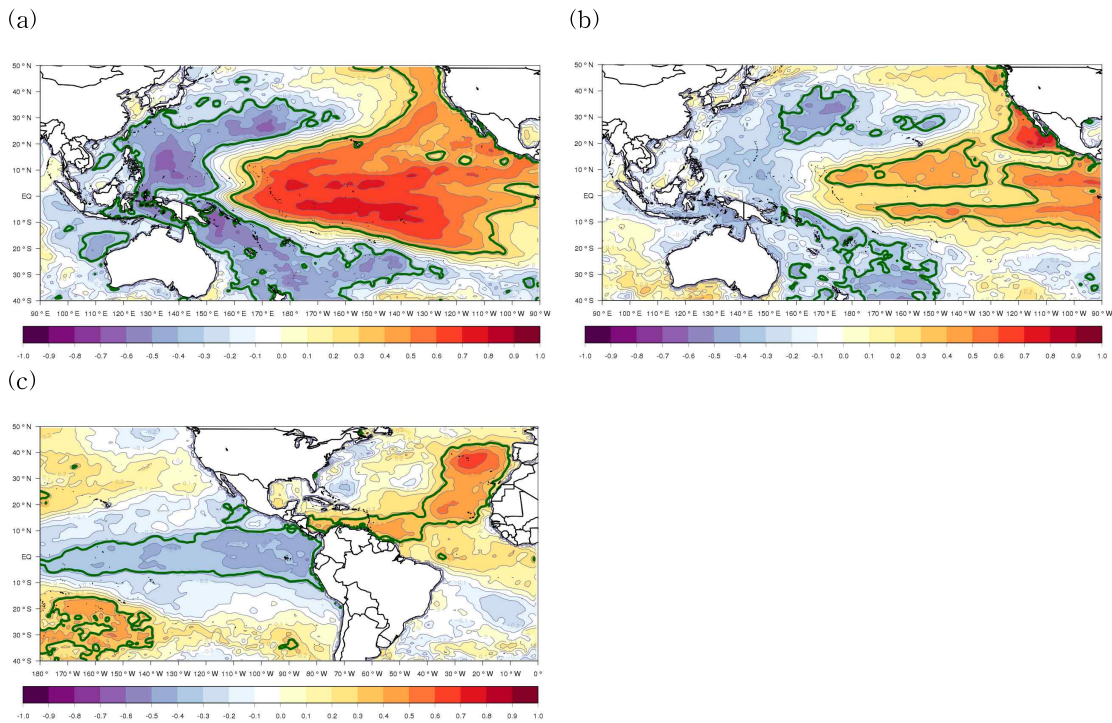 (a)
(b)
50° N
40° N
30° N
20° N
10° N
EQ
10° S
20° S
30° S
40° S
90° E 100° E 110° E 120° E 130° E 140° E 150° E 160° E 170° E 180° W 170° W 160° W 150° W 140° W 130° W 120° W 110° W 100° W 90° W
-1.0 -0.9 -0.8 -0.7 -0.6 -0.5 -0.4 -0.3 -0.2 -0.1 0.0 0.1 0.2 0.3 0.4 0.5 0.6 0.7 0.8 0.9 1.0
50° N
40° N
30° N
20° N
10° N
EQ
10° S
20° S
30° S
40° S
90° E 100° E 110° E 120° E 130° E 140° E 150° E 160° E 170° E 180° W 170° W 160° W 150° W 140° W 130° W 120° W 110° W 100° W 90° W
-1.0 -0.9 -0.8 -0.7 -0.6 -0.5 -0.4 -0.3 -0.2 -0.1 0.0 0.1 0.2 0.3 0.4 0.5 0.6 0.7 0.8 0.9 1.0
(c)
50° N
40° N
30° N
20° N
10° N
EQ
10° S
20° S
30° S
40° S
180° W 170° W 160° W 150° W 140° W 130° W 120° W 110° W 100° W 90° W 80° W 70° W 60° W 50° W 40° W 30° W 20° W 10° W 0°
-1.0 -0.9 -0.8 -0.7 -0.6 -0.5 -0.4 -0.3 -0.2 -0.1 0.0 0.1 0.2 0.3 0.4 0.5 0.6 0.7 0.8 0.9 1.0